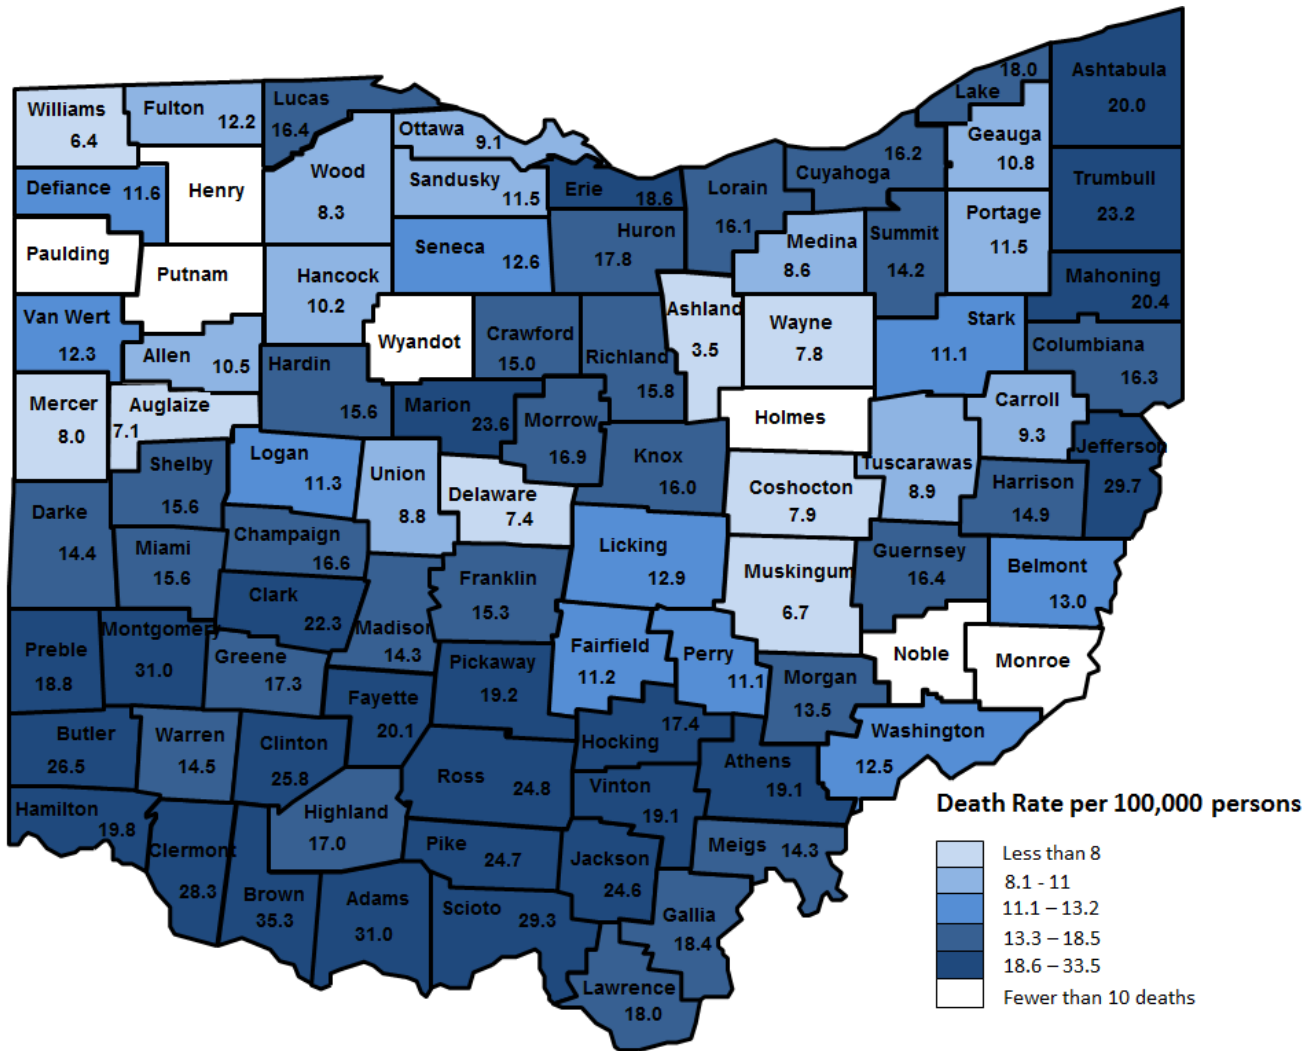 Williams
6.4
Fulton
12.2
Lucas
16.4
Ottawa
9.1
Lake
18.0
Ashtabula
20.0
Defiance 11.6
Henry
Wood
8.3
Sandusky
11.5
Erie
18.6
Lorain
16.1
Cuyahoga
16.2
Geauga
10.8
Trumbull
23.2
Paulding
Putnam
Hancock
10.2
Seneca
12.6
Huron
17.8
Medina
8.6
Summit
14.2
Portage
11.5
Mahoning
20.4
Van Wert
12.3
Allen
10.5
Hardin
15.6
Wyandot
Crawford
15.0
Richland
15.8
Ashland
3.5
Wayne
7.8
Stark
11.1
Columbiana
16.3
Mercer
8.0
Auglaize
7.1
Marion
23.6
Morrow
16.9
Holmes
Carroll
9.3
Jefferson
29.7
Shelby
15.6
Logan
11.3
Union
8.8
Delaware
7.4
Knox
16.0
Coshocton
7.9
Tuscarawas
8.9
Harrison
14.9
Darke
14.4
Miami
15.6
Champaign
16.6
Franklin
15.3
Licking
12.9
Muskingum
6.7
Guernsey
16.4
Belmont
13.0
Clark
22.3
Madison
14.3
Preble
18.8
Montgomery
31.0
Greene
17.3
Pickaway
19.2
Fairfield
11.2
Perry
11.1
Morgan
13.5
Noble
Monroe
Fayette
20.1
Butler
26.5
Warren
14.5
Clinton
25.8
Ross
24.8
Hocking
17.4
Athens
19.1
Washington
12.5
Hamilton
19.8
Clermont
28.3
Highland
17.0
Vinton
19.1
Pike
24.7
Jackson
24.6
Meigs 14.3
Brown
35.3
Adams
31.0
Scioto
29.3
Gallia
18.4
Lawrence
18.0
Death Rate per 100,000 persons
Less than 8
8.1 - 11
11.1 – 13.2
13.3 – 18.5
18.6 – 33.5
Fewer than 10 deaths